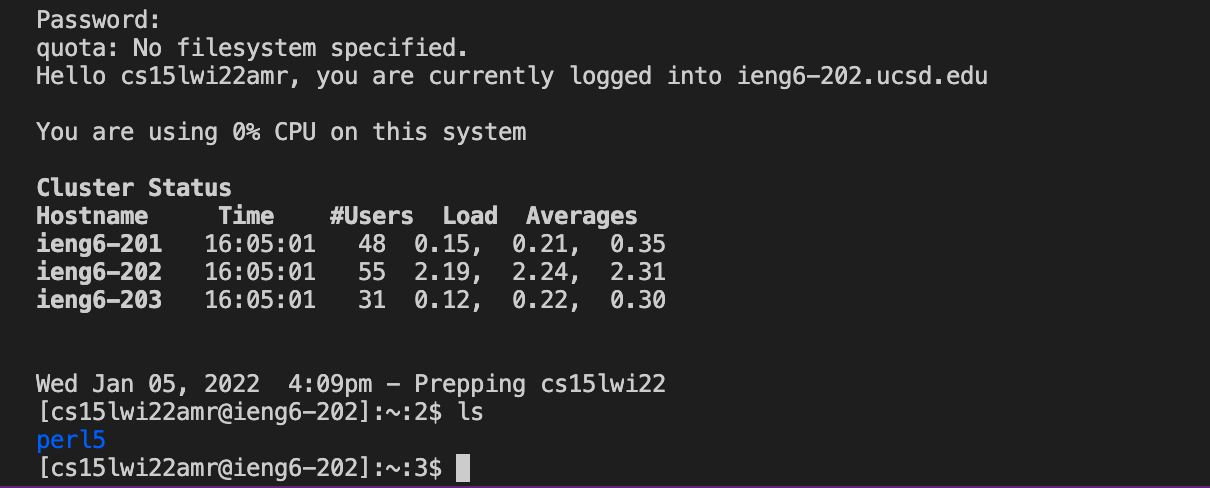 Password:
quota: No filesystem specified.
Hello cs15lwi22amr, you are currently logged into ieng6-202.ucsd.edu
You are using 0% CPU on this system
Cluster Status
Hostname     Time    #Users  Load  Averages
ieng6-201   16:05:01   48  0.15,  0.21,  0.35
ieng6-202   16:05:01   55  2.19,  2.24,  2.31
ieng6-203   16:05:01   31  0.12,  0.22,  0.30
Wed Jan 05, 2022  4:09pm - Prepping cs15lwi22
[cs15lwi22amr@ieng6-202]:~:2$ ls
perl5
[cs15lwi22amr@ieng6-202]:~:3$